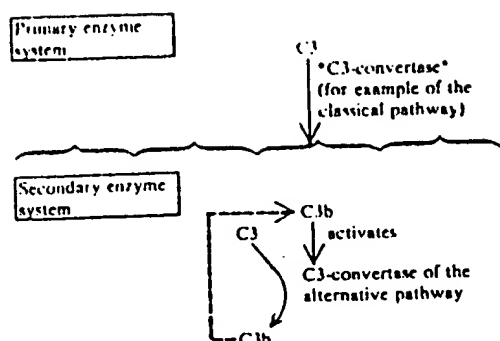 Primary enzyme
system
C3
"C3-convertase"
(for example of the
classical pathway)
Secondary enzyme
system
C3b
C3
activates
C3-convertase of the
alternative pathway
C3b